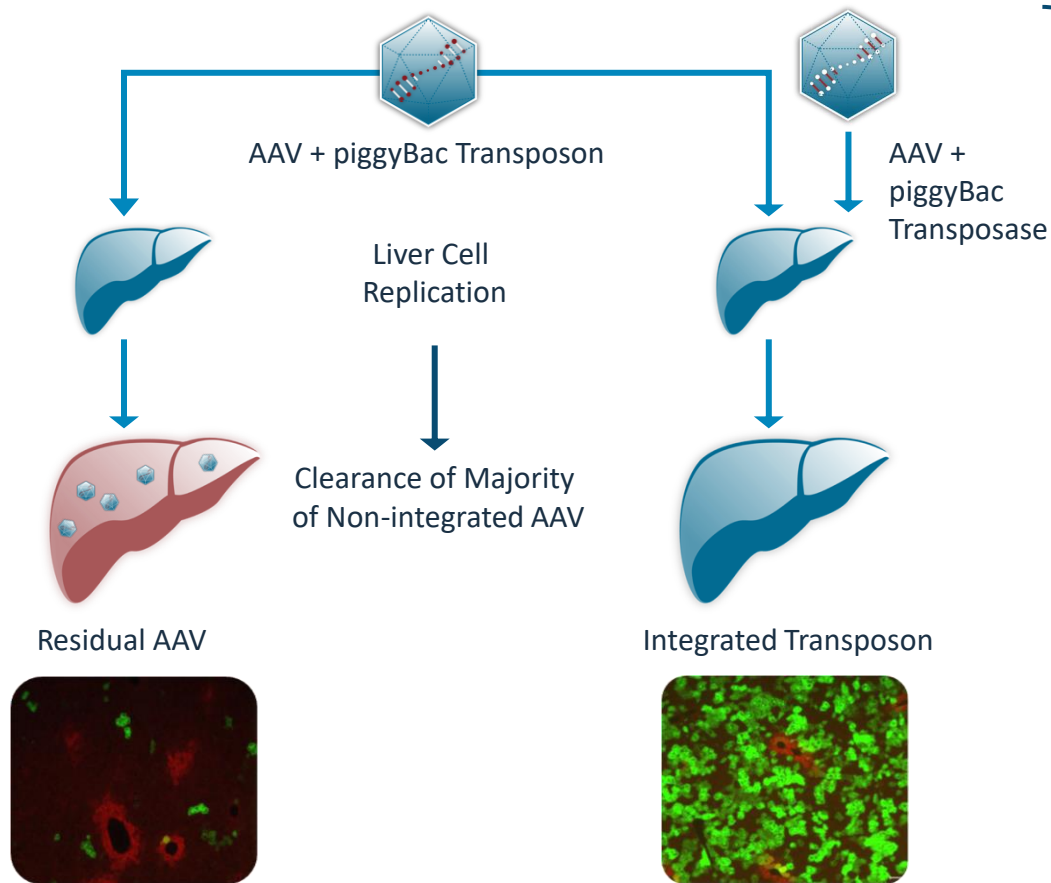 AAV + piggyBac Transposon
AAV +
piggyBac
Transposase
Liver Cell
Replication
Clearance of Majority
of Non-integrated AAV
Residual AAV
Integrated Transposon